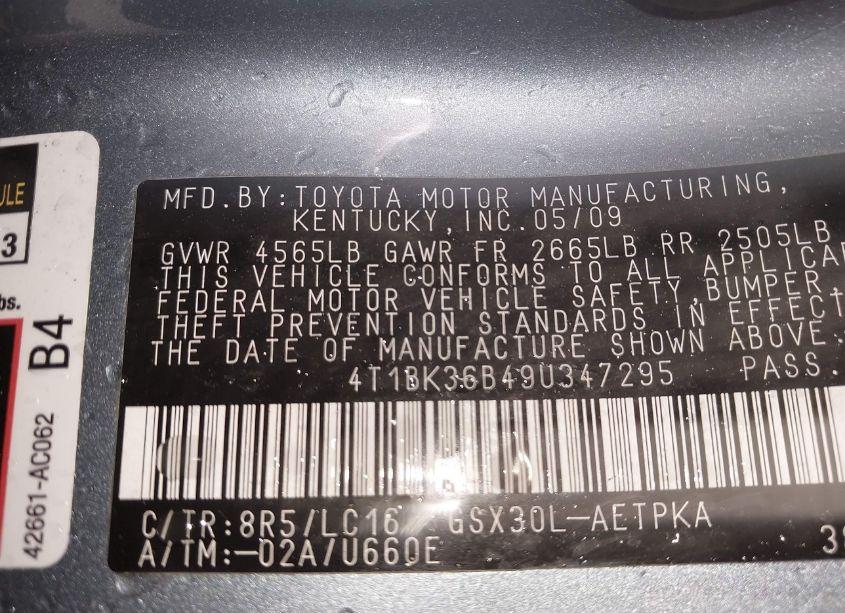 ULE
3
bs.
B4
42661-AC062
MFD.BY:TOYOTA MOTOR MANUFACTURING,
KENTUCKY,INC.05/09
GVWR 4565LB GAWR FR 2665LB RR 2505LB
THIS VEHICLE CONFORMS TO ALL APPLICA
FEDERAL MOTOR VEHICLE SAFETY,BUMPER,
THEFT PREVENTION STANDARDS IN EFFECT
THE DATE OF MANUFACTURE SHOWN ABOVE.
4T1BK36B49U347295 PASS.
C/TR:8R5/LC16 GSX30L-AETPKA
A/TM:-02A/U660E